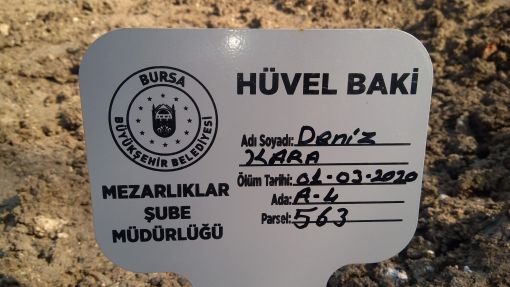 BURSA
BÜYÜKŞEHİR BELEDİYESİ
MEZARLIKLAR
ŞUBE
MÜDÜRLÜĞÜ
HÜVEL BAKİ
Adı Soyadı: Deniz
KARA
Ölüm Tarihi: 01-03-2020
Ada: A-4
Parsel: 563